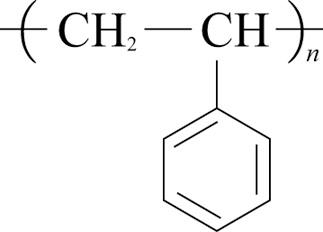 ( CH₂ — CH )ₙ